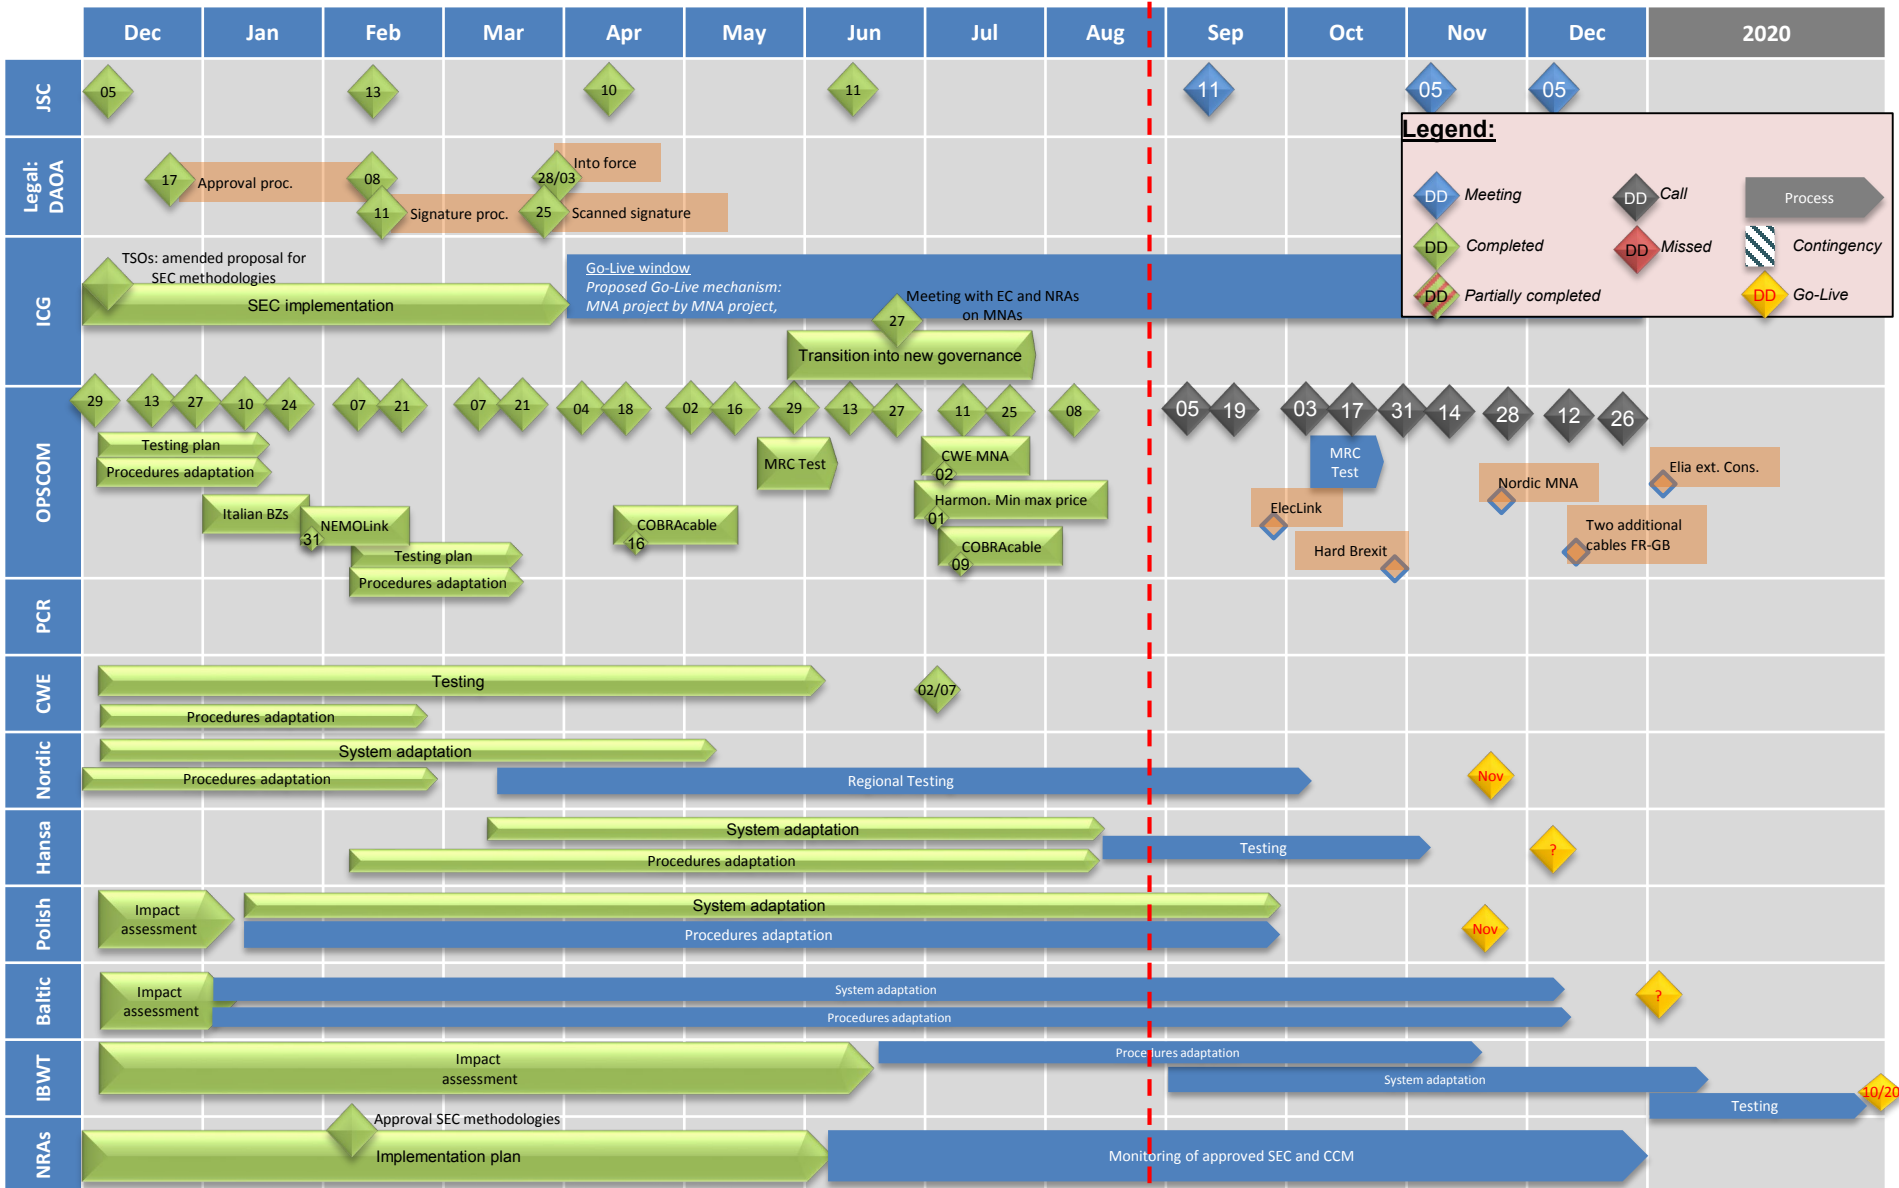 Dec Jan Feb Mar Apr May Jun Jul Aug Sep Oct Nov Dec 2020
JSC
05 13 10 11 11 05 05
Legend:
DD Meeting
DD Call
Process
DD Completed
DD Missed
Contingency
DD Partially completed
DD Go-Live
Legal: DAOA
17 Approval proc.
08
28/03 Into force
11 Signature proc.
25 Scanned signature
ICG
TSOs: amended proposal for
SEC methodologies
SEC implementation
Go-Live window
Proposed Go-Live mechanism:
MNA project by MNA project,
27
Meeting with EC and NRAs
on MNAs
Transition into new governance
OPSCOM
29 13 27 10 24 07 21 07 21 04 18 02 16 29 13 27 11 25 08 05 19 03 17 31 14 28 12 26
Testing plan
Procedures adaptation
Italian BZs
31
NEMOLink
Testing plan
Procedures adaptation
COBRAcable
16
MRC Test
CWE MNA
02
Harmon. Min max price
01
COBRAcable
09
MRC
Test
ElecLink
Hard Brexit
Nordic MNA
Elia ext. Cons.
Two additional
cables FR-GB
PCR
CWE
Testing
02/07
Procedures adaptation
Nordic
System adaptation
Procedures adaptation
Regional Testing
Nov
Hansa
System adaptation
Testing
Procedures adaptation
?
Polish
Impact
assessment
System adaptation
Procedures adaptation
Nov
Baltic
Impact
assessment
System adaptation
Procedures adaptation
?
IBWT
Impact
assessment
Procedures adaptation
System adaptation
Testing
10/20
NRAs
Approval SEC methodologies
Implementation plan
Monitoring of approved SEC and CCM